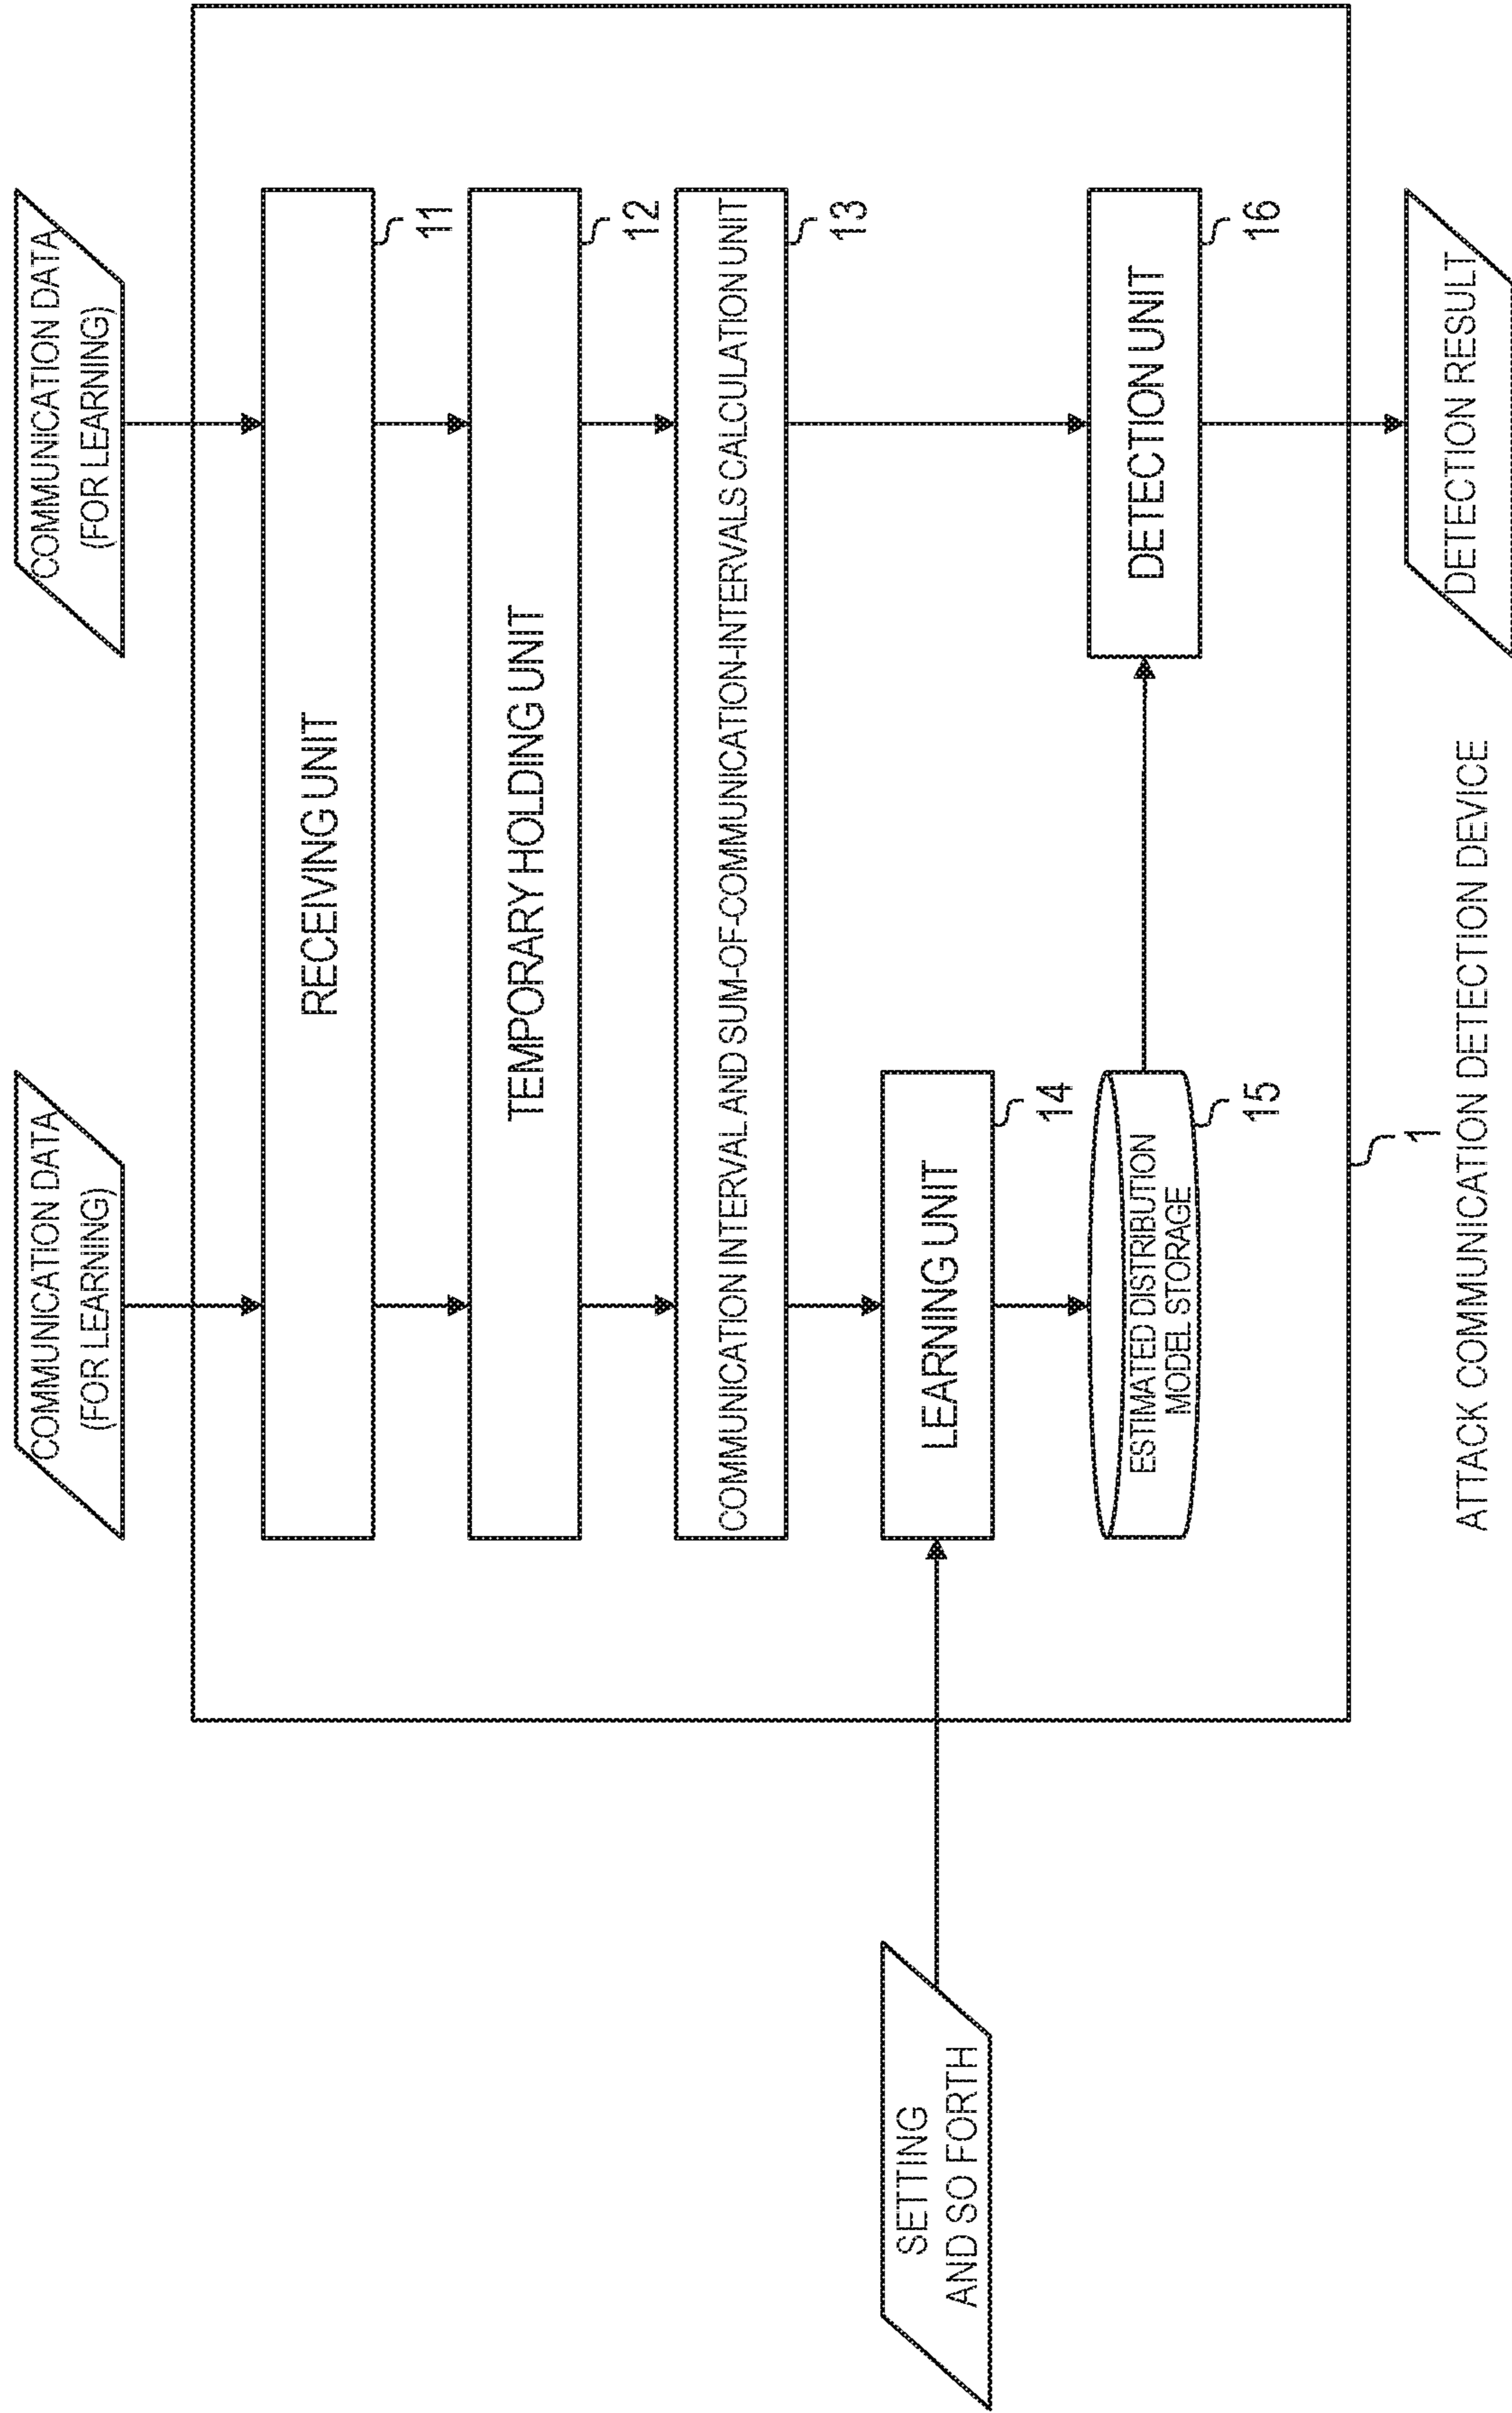 COMMUNICATION DATA
(FOR LEARNING)
COMMUNICATION DATA
(FOR LEARNING)
RECEIVING UNIT
11
TEMPORARY HOLDING UNIT
12
COMMUNICATION INTERVAL AND SUM-OF-COMMUNICATION-INTERVALS CALCULATION UNIT
13
SETTING
AND SO FORTH
LEARNING UNIT
14
ESTIMATED DISTRIBUTION
MODEL STORAGE
15
DETECTION UNIT
16
1
ATTACK COMMUNICATION DETECTION DEVICE
DETECTION RESULT